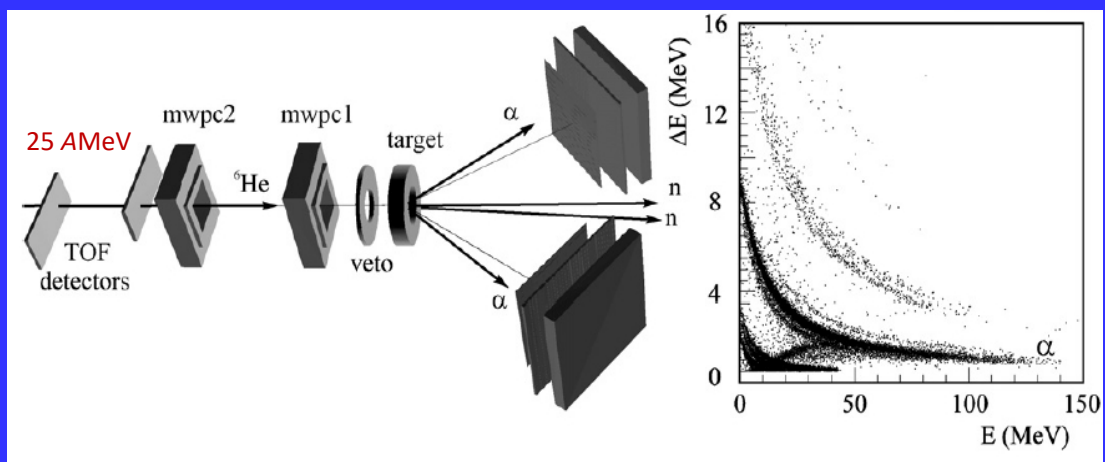 25 AMeV
mwpc2
mwpc1
target
⁶He
TOF
detectors
veto
α
α
n
n
ΔE (MeV)
16
12
8
4
0
α
0
50
100
150
E (MeV)